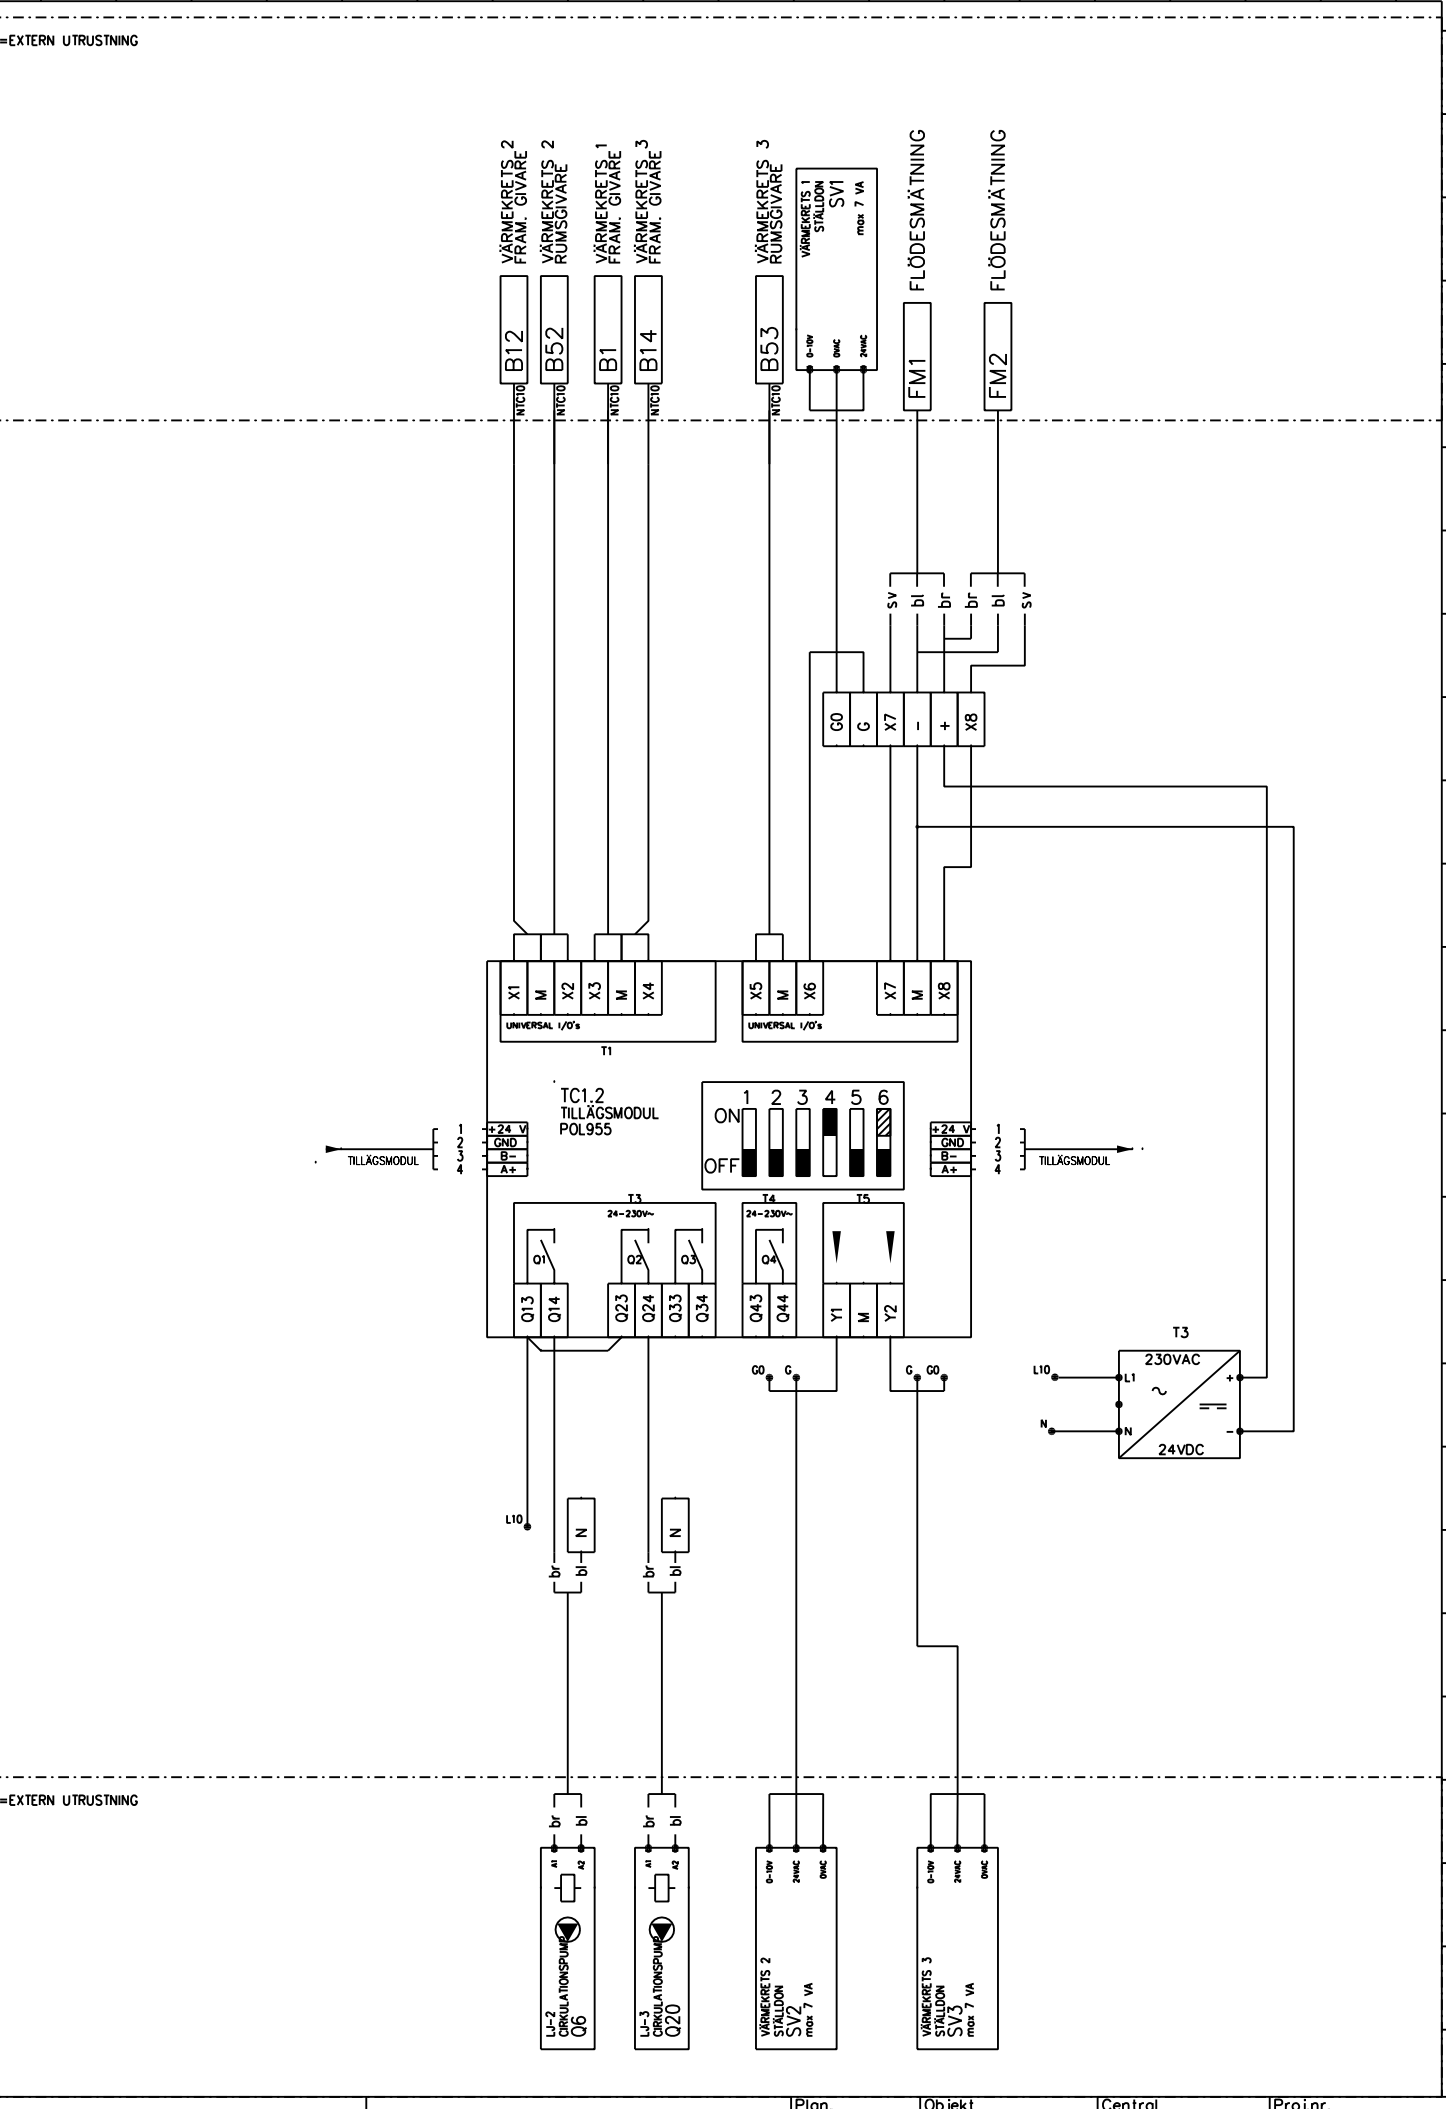 =EXTERN UTRUSTNING
VÄRMEKRETS 2
FRAM. GIVARE
VÄRMEKRETS 2
RUMSGIVARE
VÄRMEKRETS 1
FRAM. GIVARE
VÄRMEKRETS 3
FRAM. GIVARE
VÄRMEKRETS 3
RUMSGIVARE
VÄRMEKRETS 1
STÄLLDON
SV1
max 7 VA
FLÖDESMÄTNING
FLÖDESMÄTNING
B12
B52
B1
B14
B53
0-10V
0VAC
24VAC
FM1
FM2
NTC10
NTC10
NTC10
NTC10
NTC10
sv
bl
br
br
bl
sv
G0
G
X7
-
+
X8
X1
M
X2
X3
M
X4
X5
M
X6
X7
M
X8
UNIVERSAL I/O's
UNIVERSAL I/O's
T1
TC1.2
TILLÄGSMODUL
POL955
1 2 3 4 5 6
ON
OFF
1 +24 V
2 GND
3 B-
4 A+
TILLÄGSMODUL
+24 V 1
GND 2
B- 3
A+ 4
TILLÄGSMODUL
T3
24-230V~
T4
24-230V~
T5
Q1
Q2
Q3
Q4
Q13
Q14
Q23
Q24
Q33
Q34
Q43
Q44
Y1
M
Y2
G0 G
G G0
T3
230VAC
L10
L1
+
~
N
N
-
24VDC
L10
N
N
br
bl
br
bl
=EXTERN UTRUSTNING
br
bl
br
bl
A1
A2
A1
A2
0-10V
24VAC
0VAC
0-10V
24VAC
0VAC
LJ-2
CIRKULATIONSPUMP
Q6
LJ-3
CIRKULATIONSPUMP
Q20
VÄRMEKRETS 2
STÄLLDON
SV2
max 7 VA
VÄRMEKRETS 3
STÄLLDON
SV3
max 7 VA
Plan
Objekt
Central
Projnr.